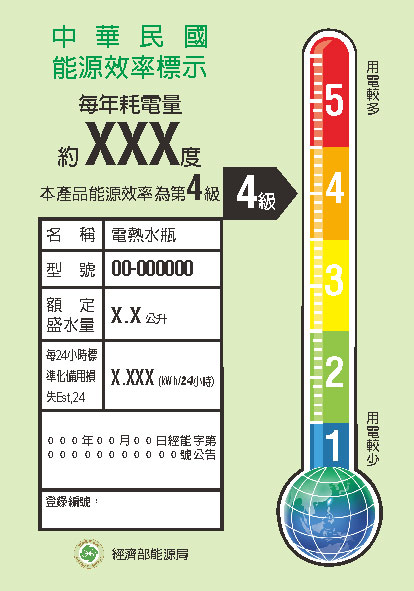 中華民國
能源效率標示
每年耗電量
約XXX度
本產品能源效率為第4級
4級
名稱 電熱水瓶
型號 00-000000
額定
盛水量 X.X 公升
每24小時標
準化備用損
失Est,24 X.XXX (kWh/24小時)
000年00月00日經能字第
00000000000號公告
登錄編號：
經濟部能源局
用電較多
5
4
3
2
1
用電較少